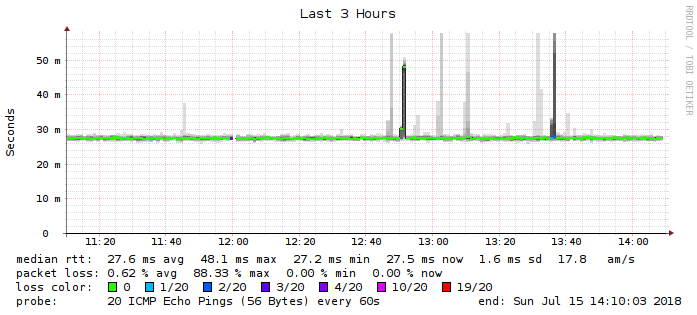 Last 3 Hours
RRDTOOL / TOBI OETIKER
Seconds
50 m
40 m
30 m
20 m
10 m
0
11:20 11:40 12:00 12:20 12:40 13:00 13:20 13:40 14:00
median rtt: 27.6 ms avg 48.1 ms max 27.2 ms min 27.5 ms now 1.6 ms sd 17.8 am/s
packet loss: 0.62 % avg 88.33 % max 0.00 % min 0.00 % now
loss color: 0 1/20 2/20 3/20 4/20 10/20 19/20
probe: 20 ICMP Echo Pings (56 Bytes) every 60s end: Sun Jul 15 14:10:03 2018